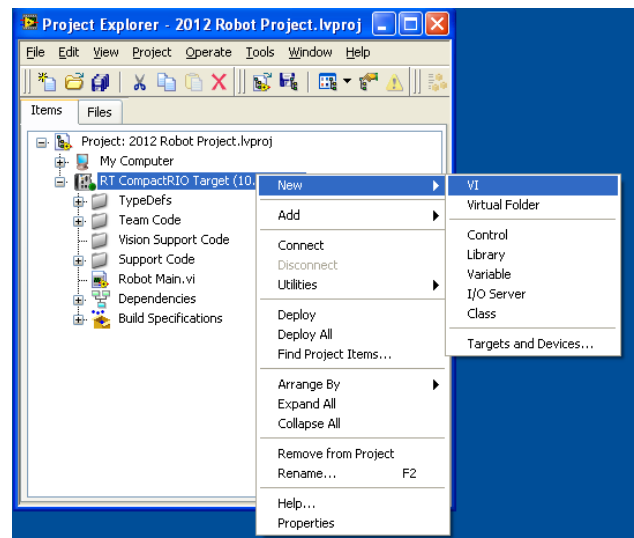 Project Explorer - 2012 Robot Project.lvproj
File Edit View Project Operate Tools Window Help
Items Files
Project: 2012 Robot Project.lvproj
My Computer
RT CompactRIO Target (10.
TypeDefs
Team Code
Vision Support Code
Support Code
Robot Main.vi
Dependencies
Build Specifications
New
Add
Connect
Disconnect
Utilities
Deploy
Deploy All
Find Project Items...
Arrange By
Expand All
Collapse All
Remove from Project
Rename... F2
Help...
Properties
VI
Virtual Folder
Control
Library
Variable
I/O Server
Class
Targets and Devices...